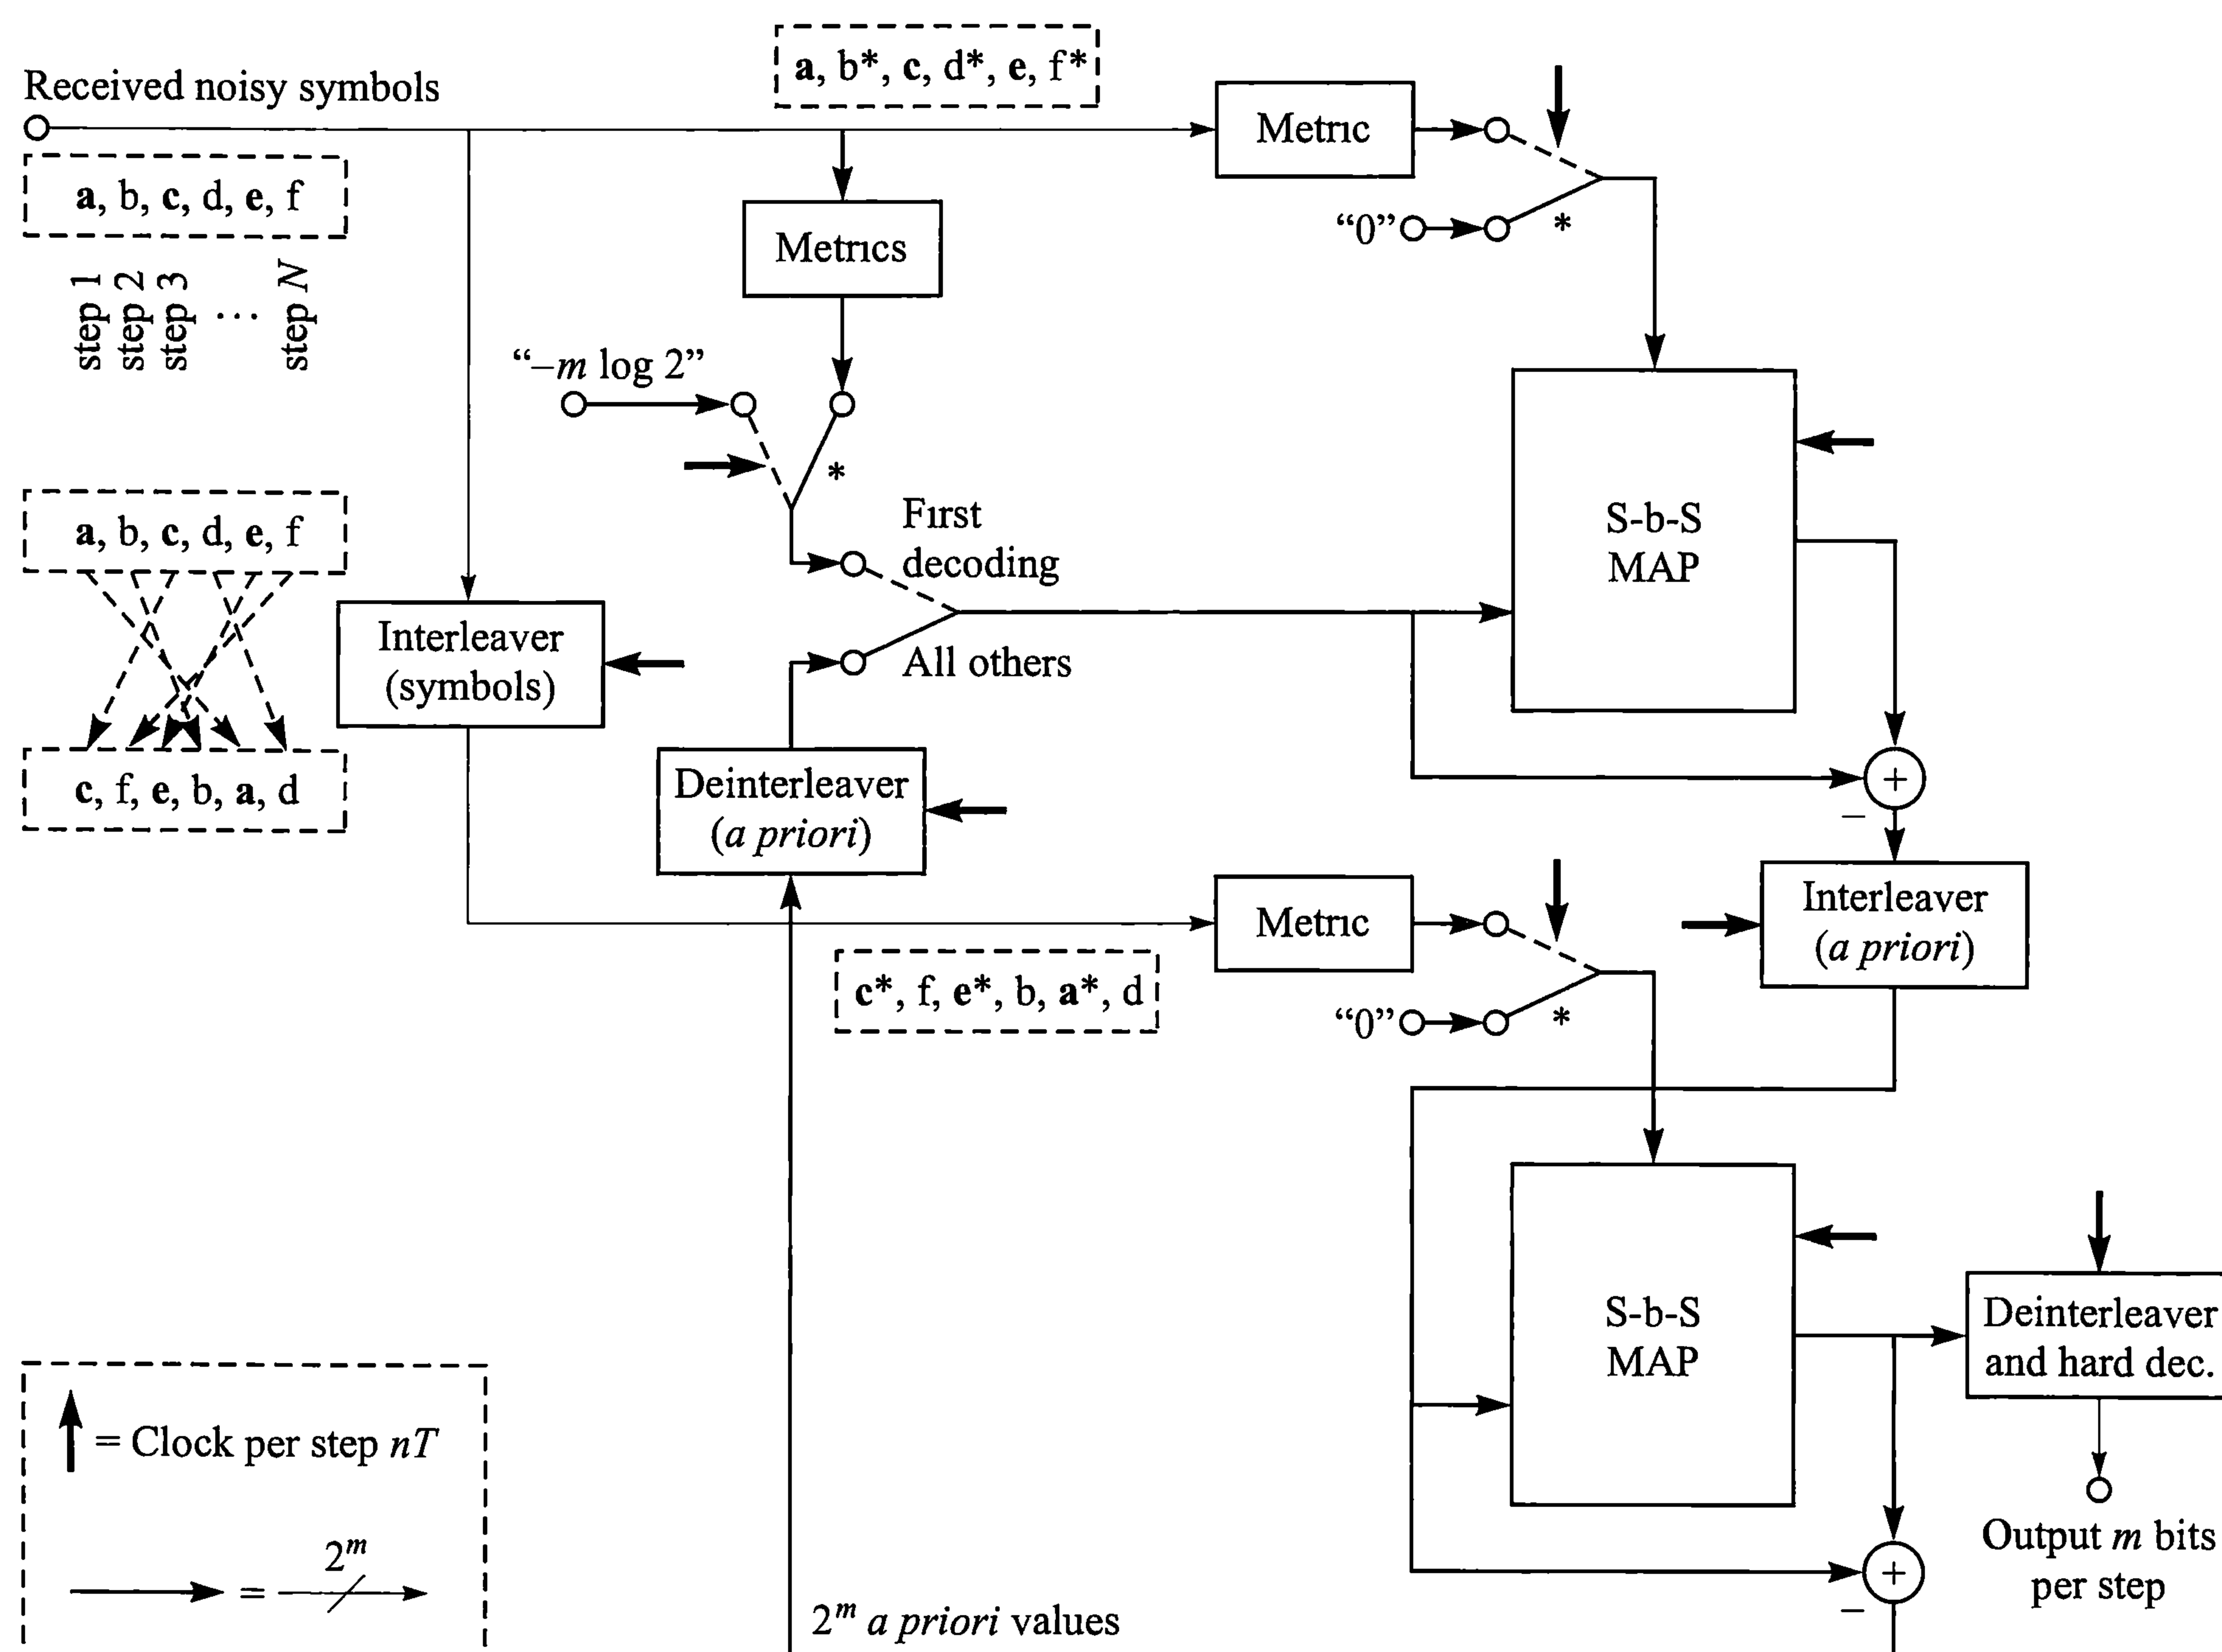 Received noisy symbols
a, b, c, d, e, f
step 1
step 2
step 3
...
step N
a, b*, c, d*, e, f*
Metric
"0"
*
Metrics
"–m log 2"
*
First
decoding
All others
S-b-S
MAP
a, b, c, d, e, f
c, f, e, b, a, d
Interleaver
(symbols)
Deinterleaver
(a priori)
+
–
Interleaver
(a priori)
c*, f, e*, b, a*, d
Metric
"0"
*
S-b-S
MAP
Deinterleaver
and hard dec.
Output m bits
per step
+
–
= Clock per step nT
= 2^m
2^m a priori values